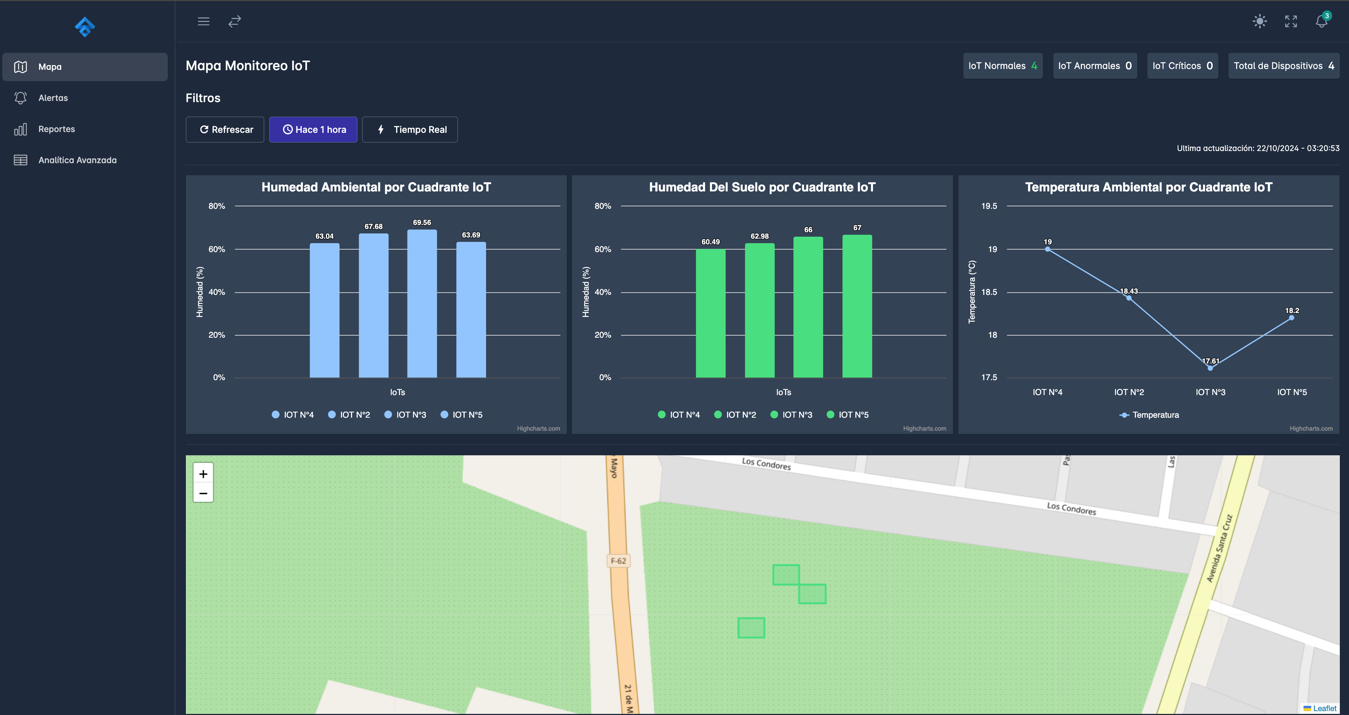 3
Mapa
Alertas
Reportes
Analítica Avanzada
Mapa Monitoreo IoT
IoT Normales 4
IoT Anormales 0
IoT Críticos 0
Total de Dispositivos 4
Filtros
Refrescar
Hace 1 hora
Tiempo Real
Ultima actualización: 22/10/2024 - 03:20:53
Humedad Ambiental por Cuadrante IoT
Humedad (%)
80%
60%
40%
20%
0%
63.04
67.68
69.56
63.69
IoTs
IOT N°4
IOT N°2
IOT N°3
IOT N°5
Highcharts.com
Humedad Del Suelo por Cuadrante IoT
Humedad (%)
80%
60%
40%
20%
0%
60.49
62.98
66
67
IoTs
IOT N°4
IOT N°2
IOT N°3
IOT N°5
Highcharts.com
Temperatura Ambiental por Cuadrante IoT
Temperatura (°C)
19.5
19
18.5
18
17.5
19
18.43
17.61
18.2
IOT N°4
IOT N°2
IOT N°3
IOT N°5
Temperatura
Highcharts.com
+
−
Mayo
Los Condores
Los Condores
Las
F-62
Avenida Santa Cruz
21 de M
Leaflet